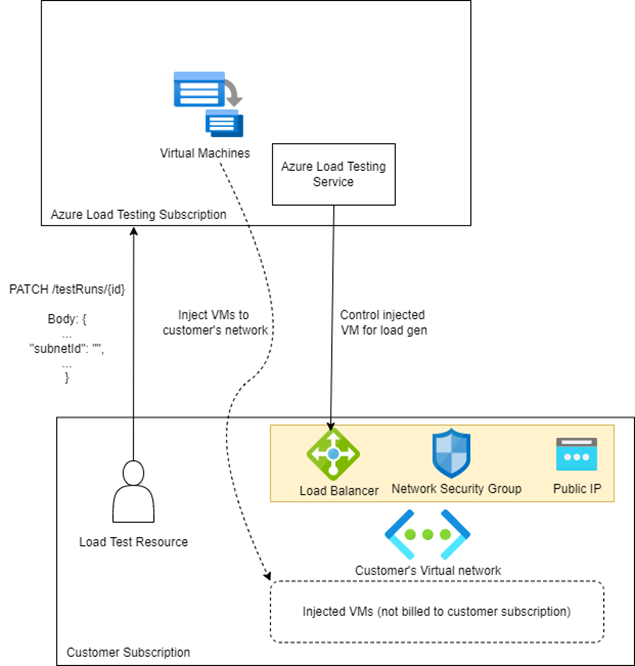 Virtual Machines
Azure Load Testing
Service
Azure Load Testing Subscription
PATCH /testRuns/{id}
Body: {
...
"subnetId": "",
...
}
Inject VMs to
customer's network
Control injected
VM for load gen
Load Balancer
Network Security Group
Public IP
Load Test Resource
Customer's Virtual network
Injected VMs (not billed to customer subscription)
Customer Subscription